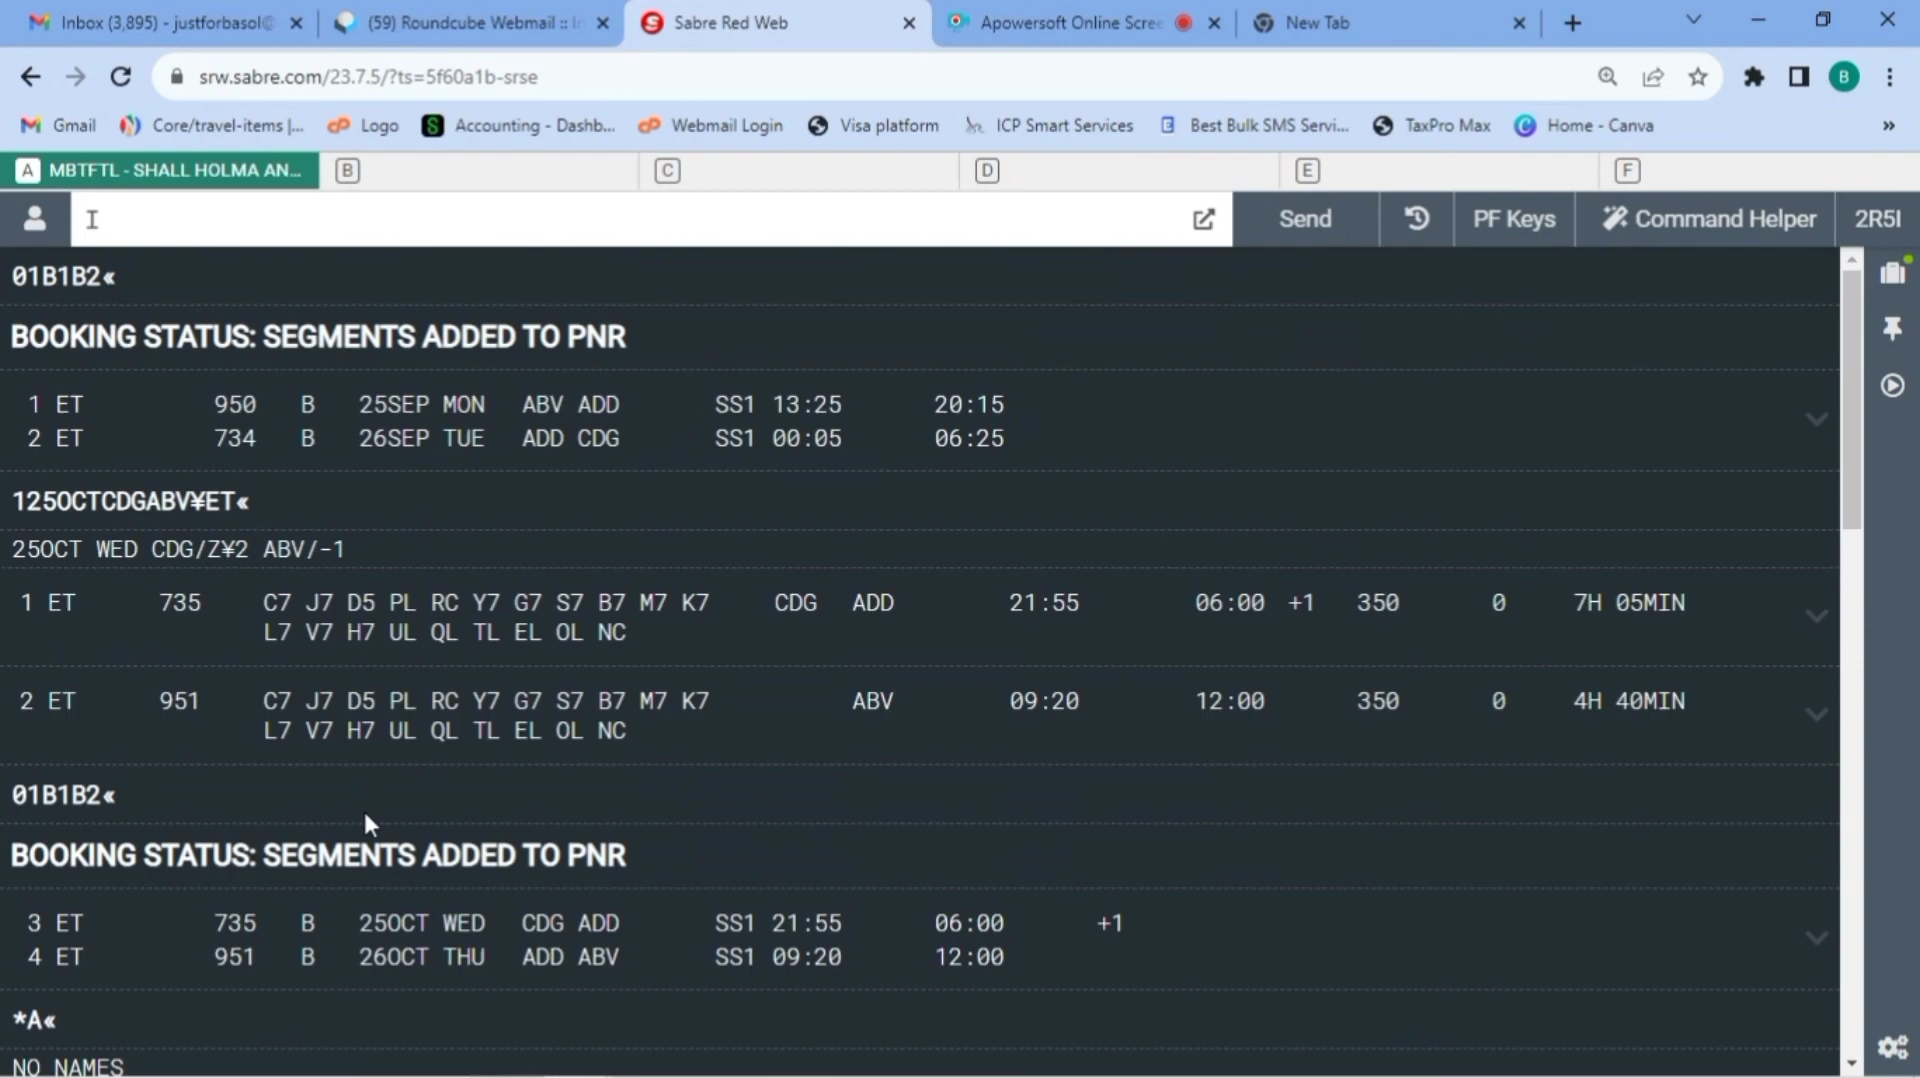 Inbox (3,895) - justforbasol@
(59) Roundcube Webmail :: In
Sabre Red Web
Apowersoft Online Scree
New Tab
srw.sabre.com/23.7.5/?ts=5f60a1b-srse
B
Gmail
Core/travel-items |...
Logo
Accounting - Dashb...
Webmail Login
Visa platform
ICP Smart Services
Best Bulk SMS Servi...
TaxPro Max
Home - Canva
»
A MBTFTL - SHALL HOLMA AN...
B
C
D
E
F
Send
PF Keys
Command Helper
2R5I
01B1B2«
BOOKING STATUS: SEGMENTS ADDED TO PNR
1 ET 950 B 25SEP MON ABV ADD SS1 13:25 20:15
2 ET 734 B 26SEP TUE ADD CDG SS1 00:05 06:25
125OCTCDGABV¥ET«
25OCT WED CDG/Z¥2 ABV/-1
1 ET 735 C7 J7 D5 PL RC Y7 G7 S7 B7 M7 K7 CDG ADD 21:55 06:00 +1 350 0 7H 05MIN
L7 V7 H7 UL QL TL EL OL NC
2 ET 951 C7 J7 D5 PL RC Y7 G7 S7 B7 M7 K7 ABV 09:20 12:00 350 0 4H 40MIN
L7 V7 H7 UL QL TL EL OL NC
01B1B2«
BOOKING STATUS: SEGMENTS ADDED TO PNR
3 ET 735 B 25OCT WED CDG ADD SS1 21:55 06:00 +1
4 ET 951 B 26OCT THU ADD ABV SS1 09:20 12:00
*A«
NO NAMES